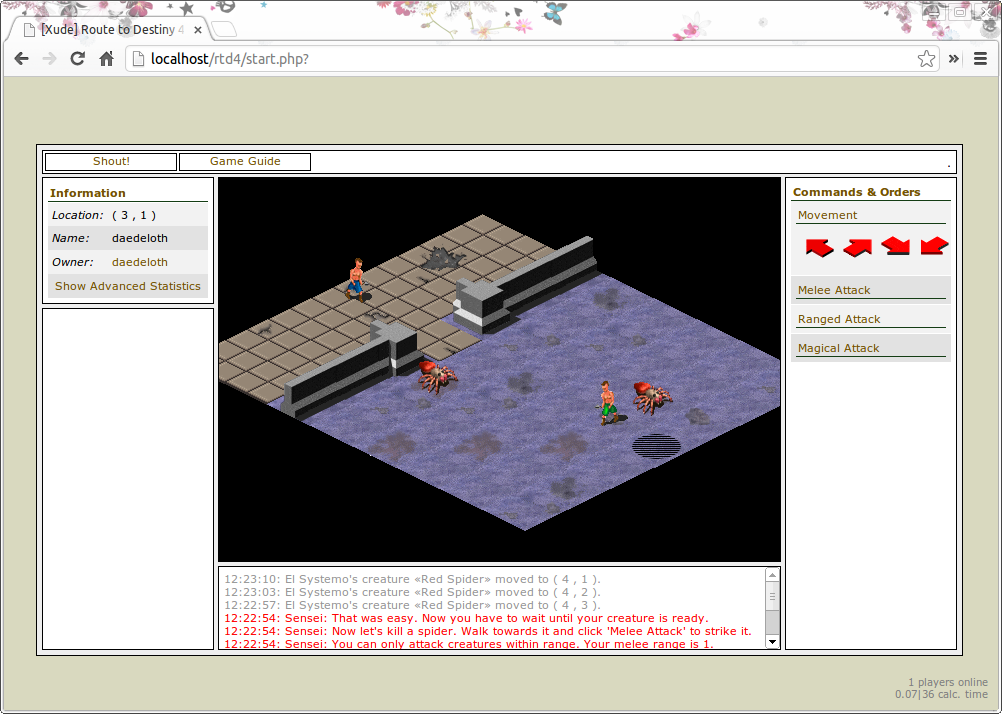 [Xude] Route to Destiny 4
localhost/rtd4/start.php?
Shout!
Game Guide
.
Information
Location: ( 3 , 1 )
Name: daedeloth
Owner: daedeloth
Show Advanced Statistics
Commands & Orders
Movement
Melee Attack
Ranged Attack
Magical Attack
12:23:10: El Systemo's creature «Red Spider» moved to ( 4 , 1 ).
12:23:03: El Systemo's creature «Red Spider» moved to ( 4 , 2 ).
12:22:57: El Systemo's creature «Red Spider» moved to ( 4 , 3 ).
12:22:54: Sensei: That was easy. Now you have to wait until your creature is ready.
12:22:54: Sensei: Now let's kill a spider. Walk towards it and click 'Melee Attack' to strike it.
12:22:54: Sensei: You can only attack creatures within range. Your melee range is 1.
1 players online
0.07|36 calc. time